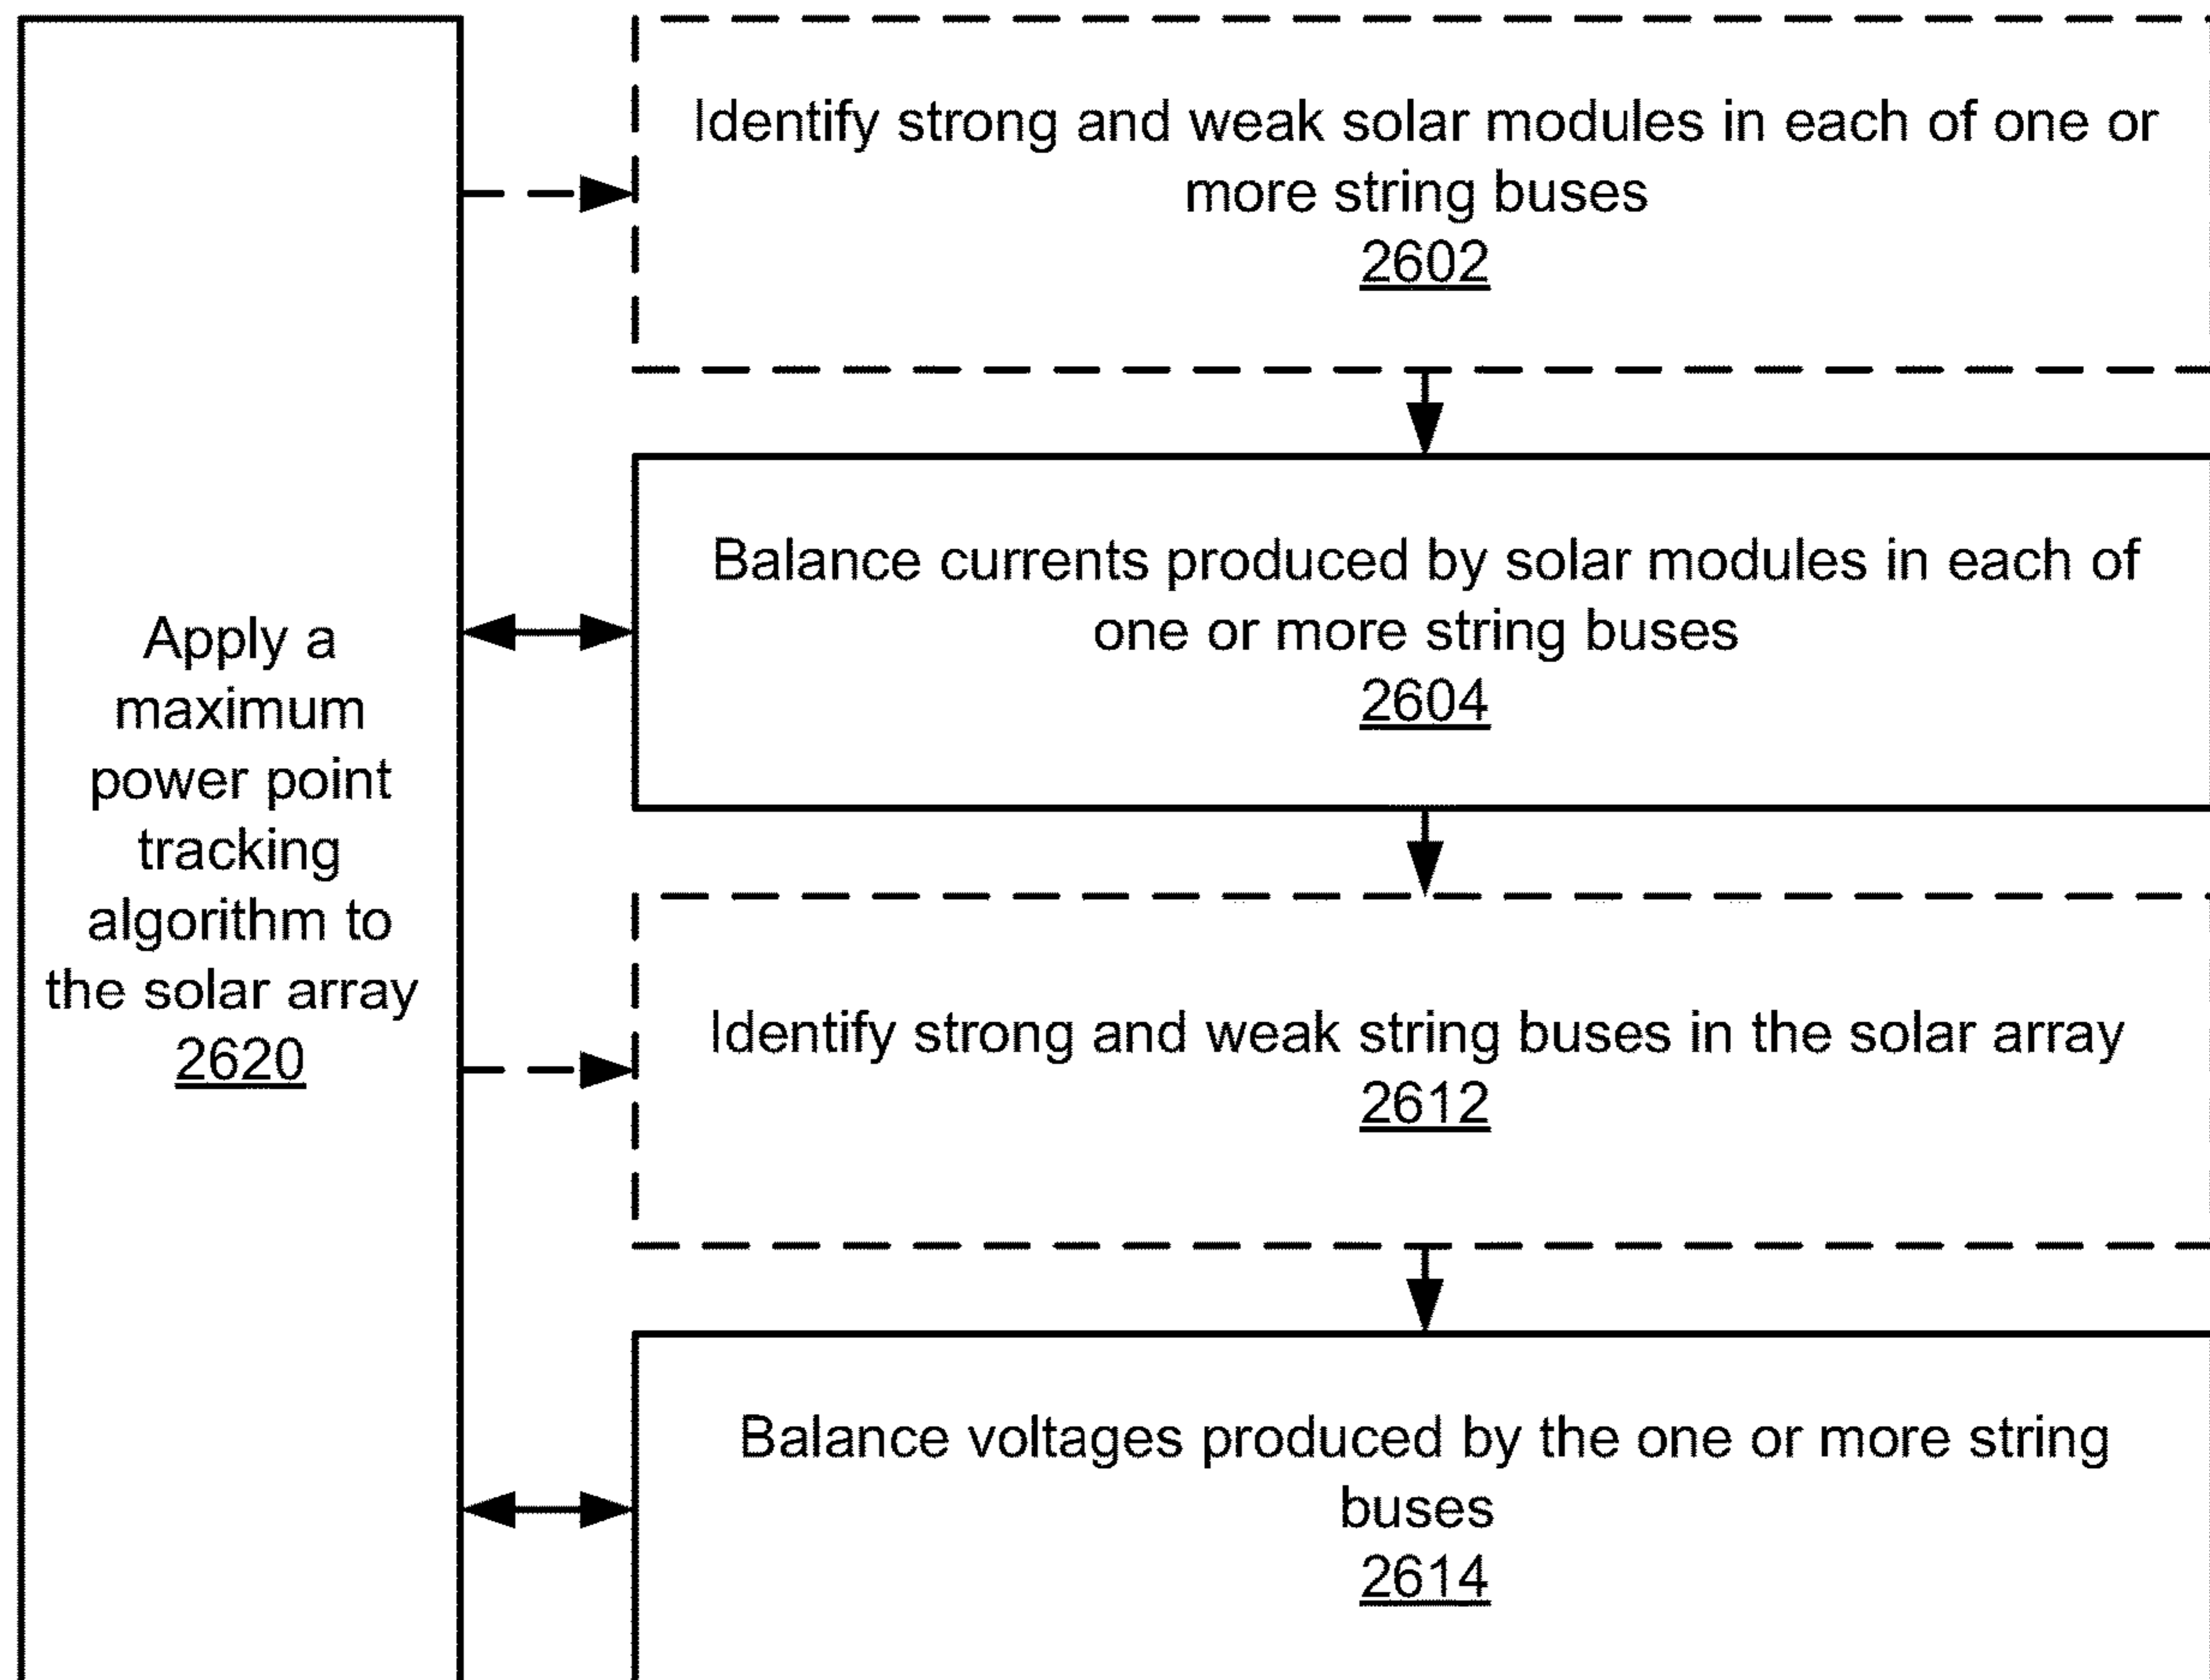 Apply a
maximum
power point
tracking
algorithm to
the solar array
2620
Identify strong and weak solar modules in each of one or
more string buses
2602
Balance currents produced by solar modules in each of
one or more string buses
2604
Identify strong and weak string buses in the solar array
2612
Balance voltages produced by the one or more string
buses
2614